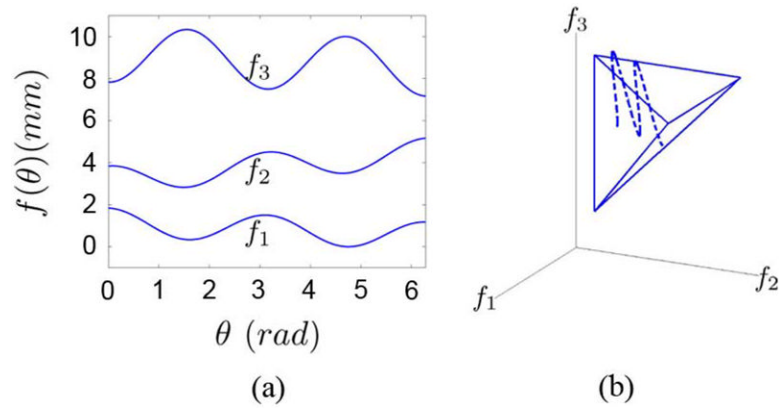 f(θ)(mm)
10
8
6
4
2
0
f3
f2
f1
0 1 2 3 4 5 6
θ (rad)
(a)
f3
f1
f2
(b)